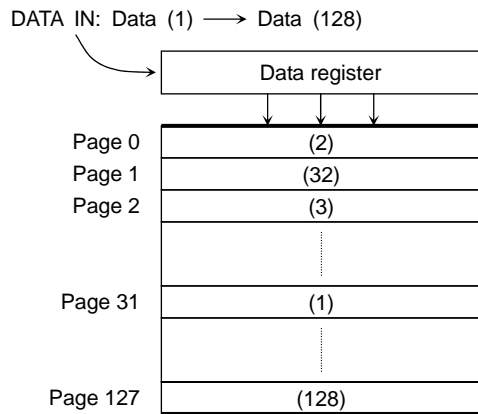 DATA IN: Data (1) → Data (128)
Data register
Page 0 (2)
Page 1 (32)
Page 2 (3)
Page 31 (1)
Page 127 (128)